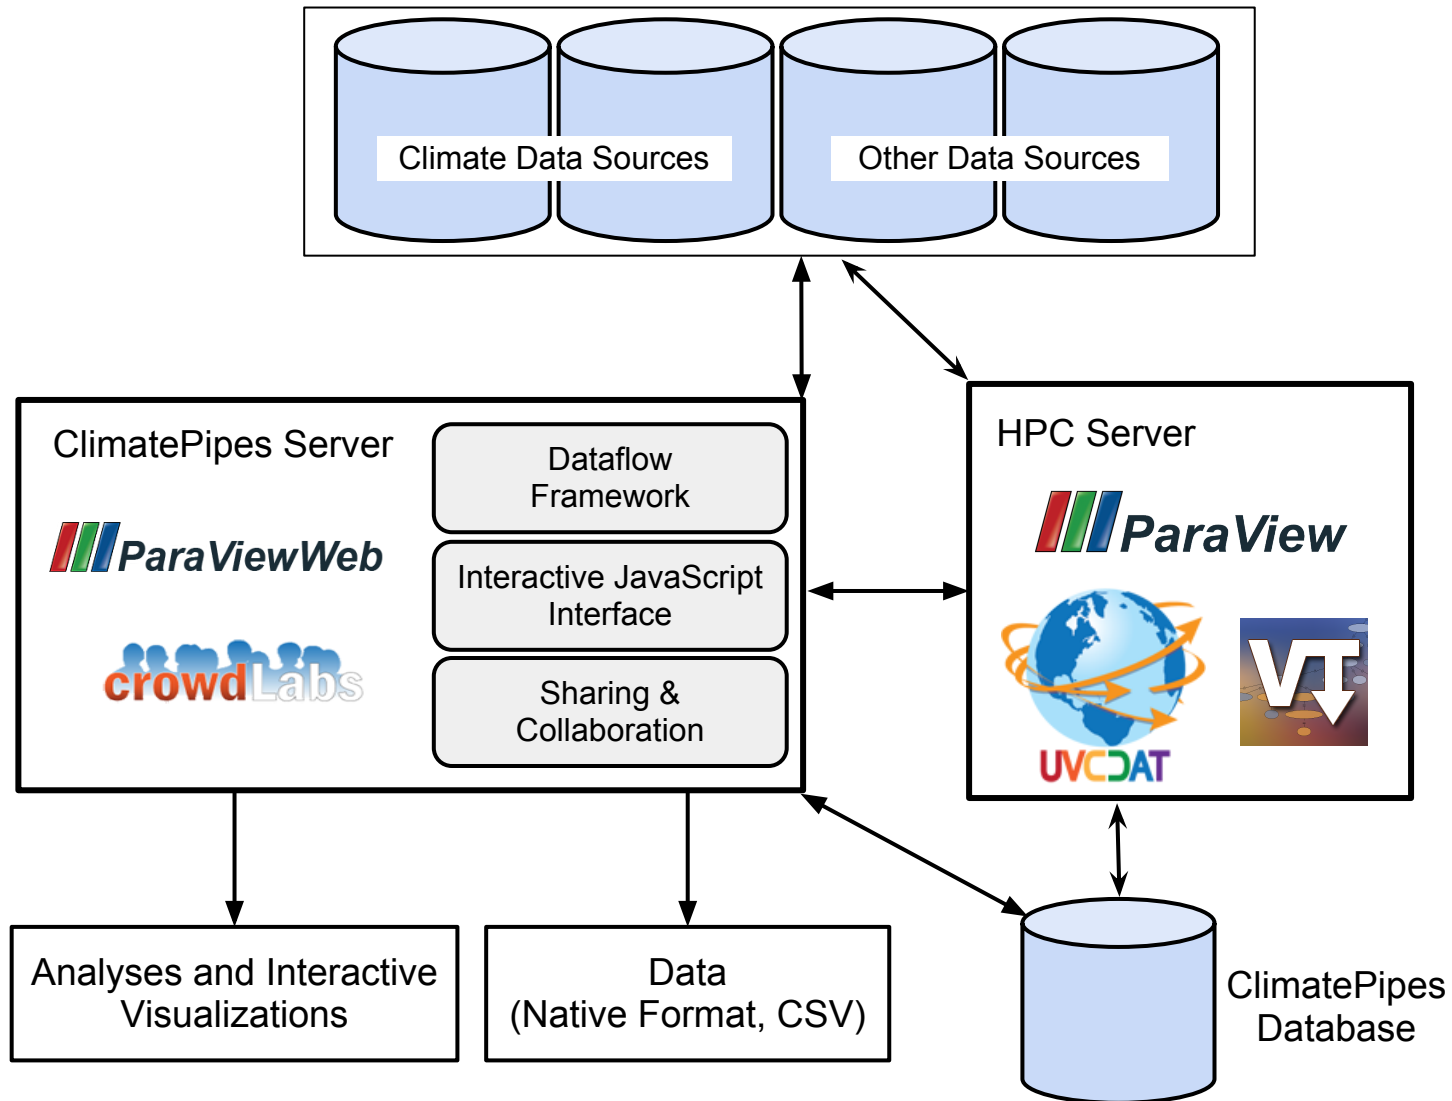 Climate Data Sources
Other Data Sources
ClimatePipes Server
ParaViewWeb
crowdLabs
Dataflow
Framework
Interactive JavaScript
Interface
Sharing &
Collaboration
HPC Server
ParaView
UVCDAT
VT
Analyses and Interactive
Visualizations
Data
(Native Format, CSV)
ClimatePipes
Database